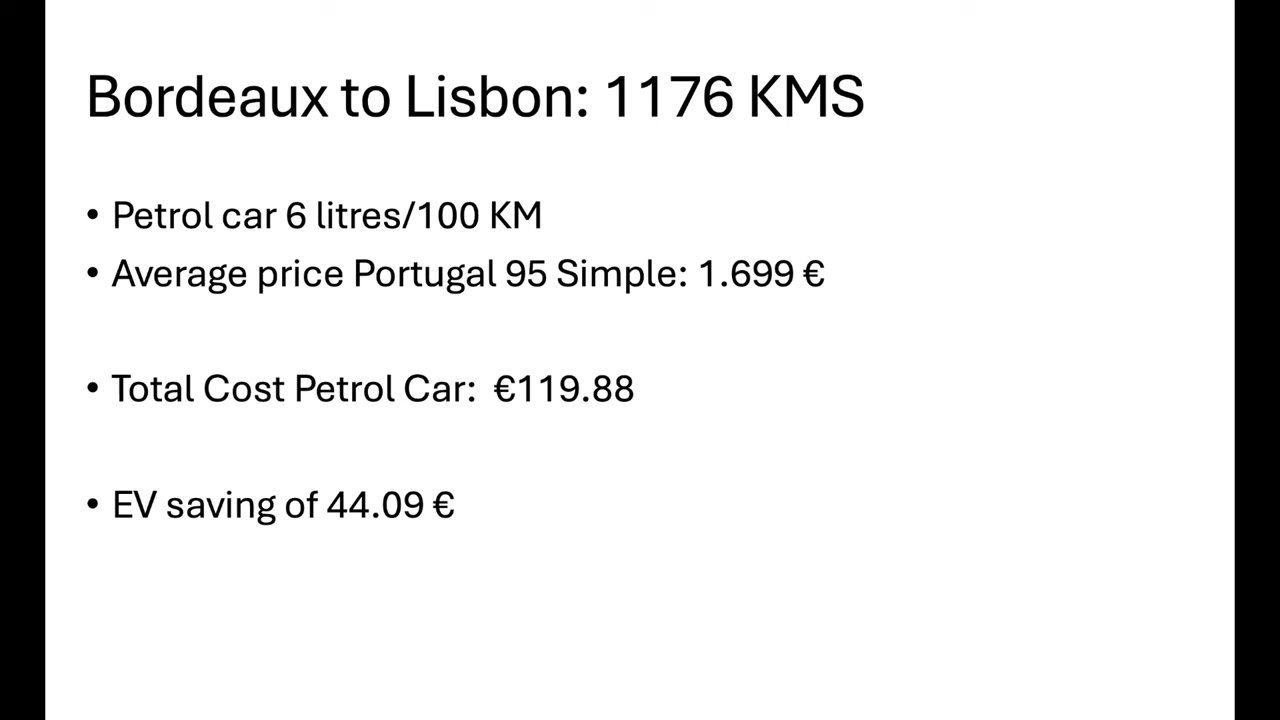 Bordeaux to Lisbon: 1176 KMS
• Petrol car 6 litres/100 KM
• Average price Portugal 95 Simple: 1.699 €
• Total Cost Petrol Car: €119.88
• EV saving of 44.09 €